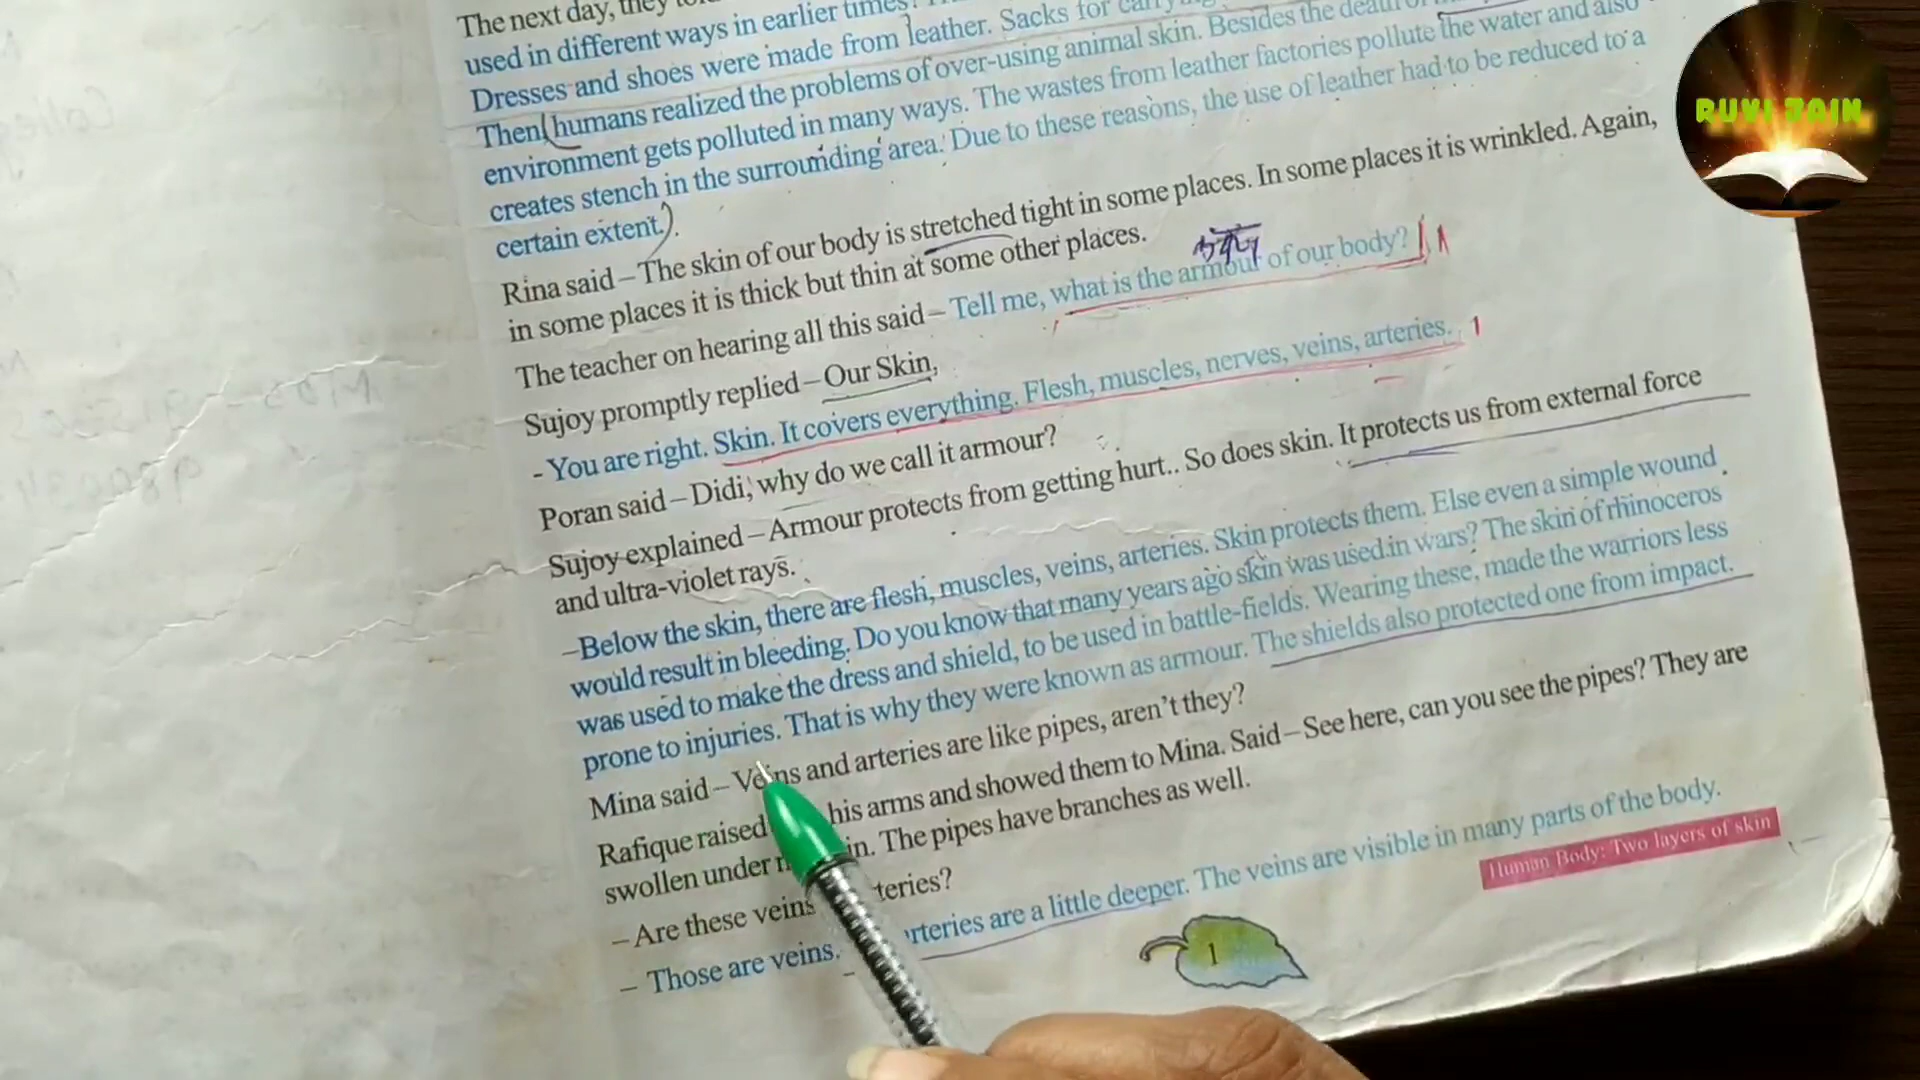 The next day, they
used in different ways in earlier times?
Dresses and shoes were made from leather. Sacks for
Then humans realized the problems of over-using animal skin. Besides the death of
environment gets polluted in many ways. The wastes from leather factories pollute the water and also
creates stench in the surrounding area. Due to these reasons, the use of leather had to be reduced to a
certain extent.
Rina said – The skin of our body is stretched tight in some places. In some places it is wrinkled. Again,
in some places it is thick but thin at some other places.
The teacher on hearing all this said – Tell me, what is the armour of our body?
Sujoy promptly replied – Our Skin,
- You are right. Skin. It covers everything. Flesh, muscles, nerves, veins, arteries.
Poran said – Didi, why do we call it armour?
Sujoy explained – Armour protects from getting hurt.. So does skin. It protects us from external force
and ultra-violet rays.
–Below the skin, there are flesh, muscles, veins, arteries. Skin protects them. Else even a simple wound
would result in bleeding. Do you know that many years ago skin was used in wars? The skin of rhinoceros
was used to make the dress and shield, to be used in battle-fields. Wearing these, made the warriors less
prone to injuries. That is why they were known as armour. The shields also protected one from impact.
Mina said – Veins and arteries are like pipes, aren't they?
Rafique raised his arms and showed them to Mina. Said – See here, can you see the pipes? They are
swollen under in. The pipes have branches as well.
– Are these veins teries?
– Those are veins. rteries are a little deeper. The veins are visible in many parts of the body.
Human Body: Two layers of skin
1
RUVI JAIN